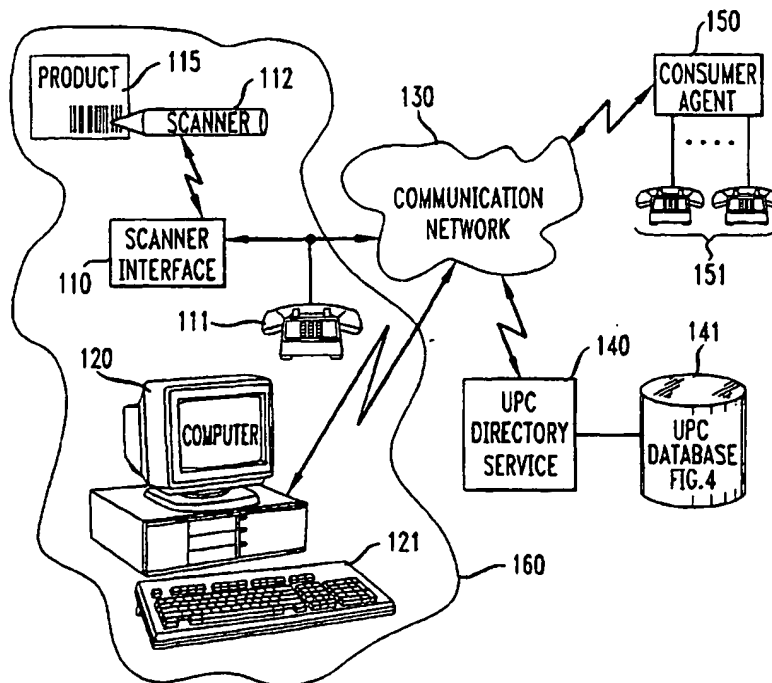 PRODUCT
115
112
SCANNER
130
COMMUNICATION
NETWORK
150
CONSUMER
AGENT
151
SCANNER
INTERFACE
110
111
120
COMPUTER
121
160
140
UPC
DIRECTORY
SERVICE
141
UPC
DATABASE
FIG.4